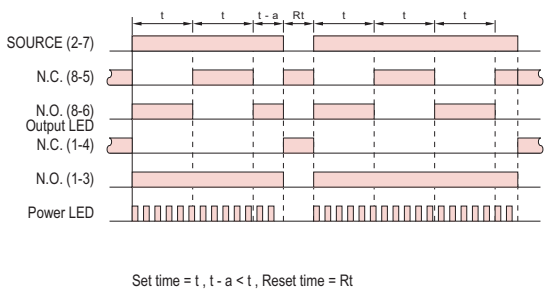 t t t - a Rt t t t
SOURCE (2-7)
N.C. (8-5)
N.O. (8-6)
Output LED
N.C. (1-4)
N.O. (1-3)
Power LED
Set time = t , t - a < t , Reset time = Rt